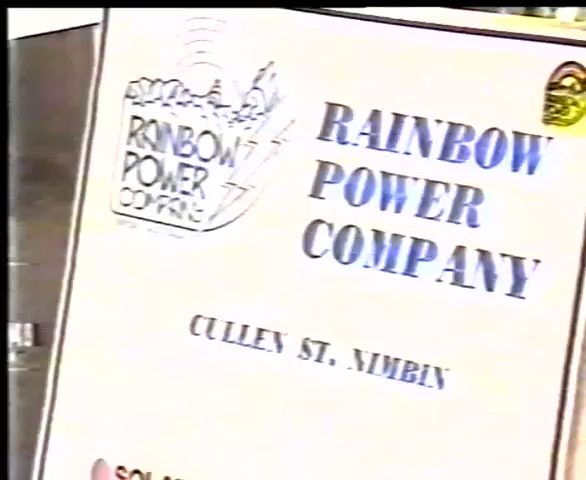 RAINBOW
POWER
COMPANY
RAINBOW
POWER
COMPANY
CULLEN ST. NIMBIN